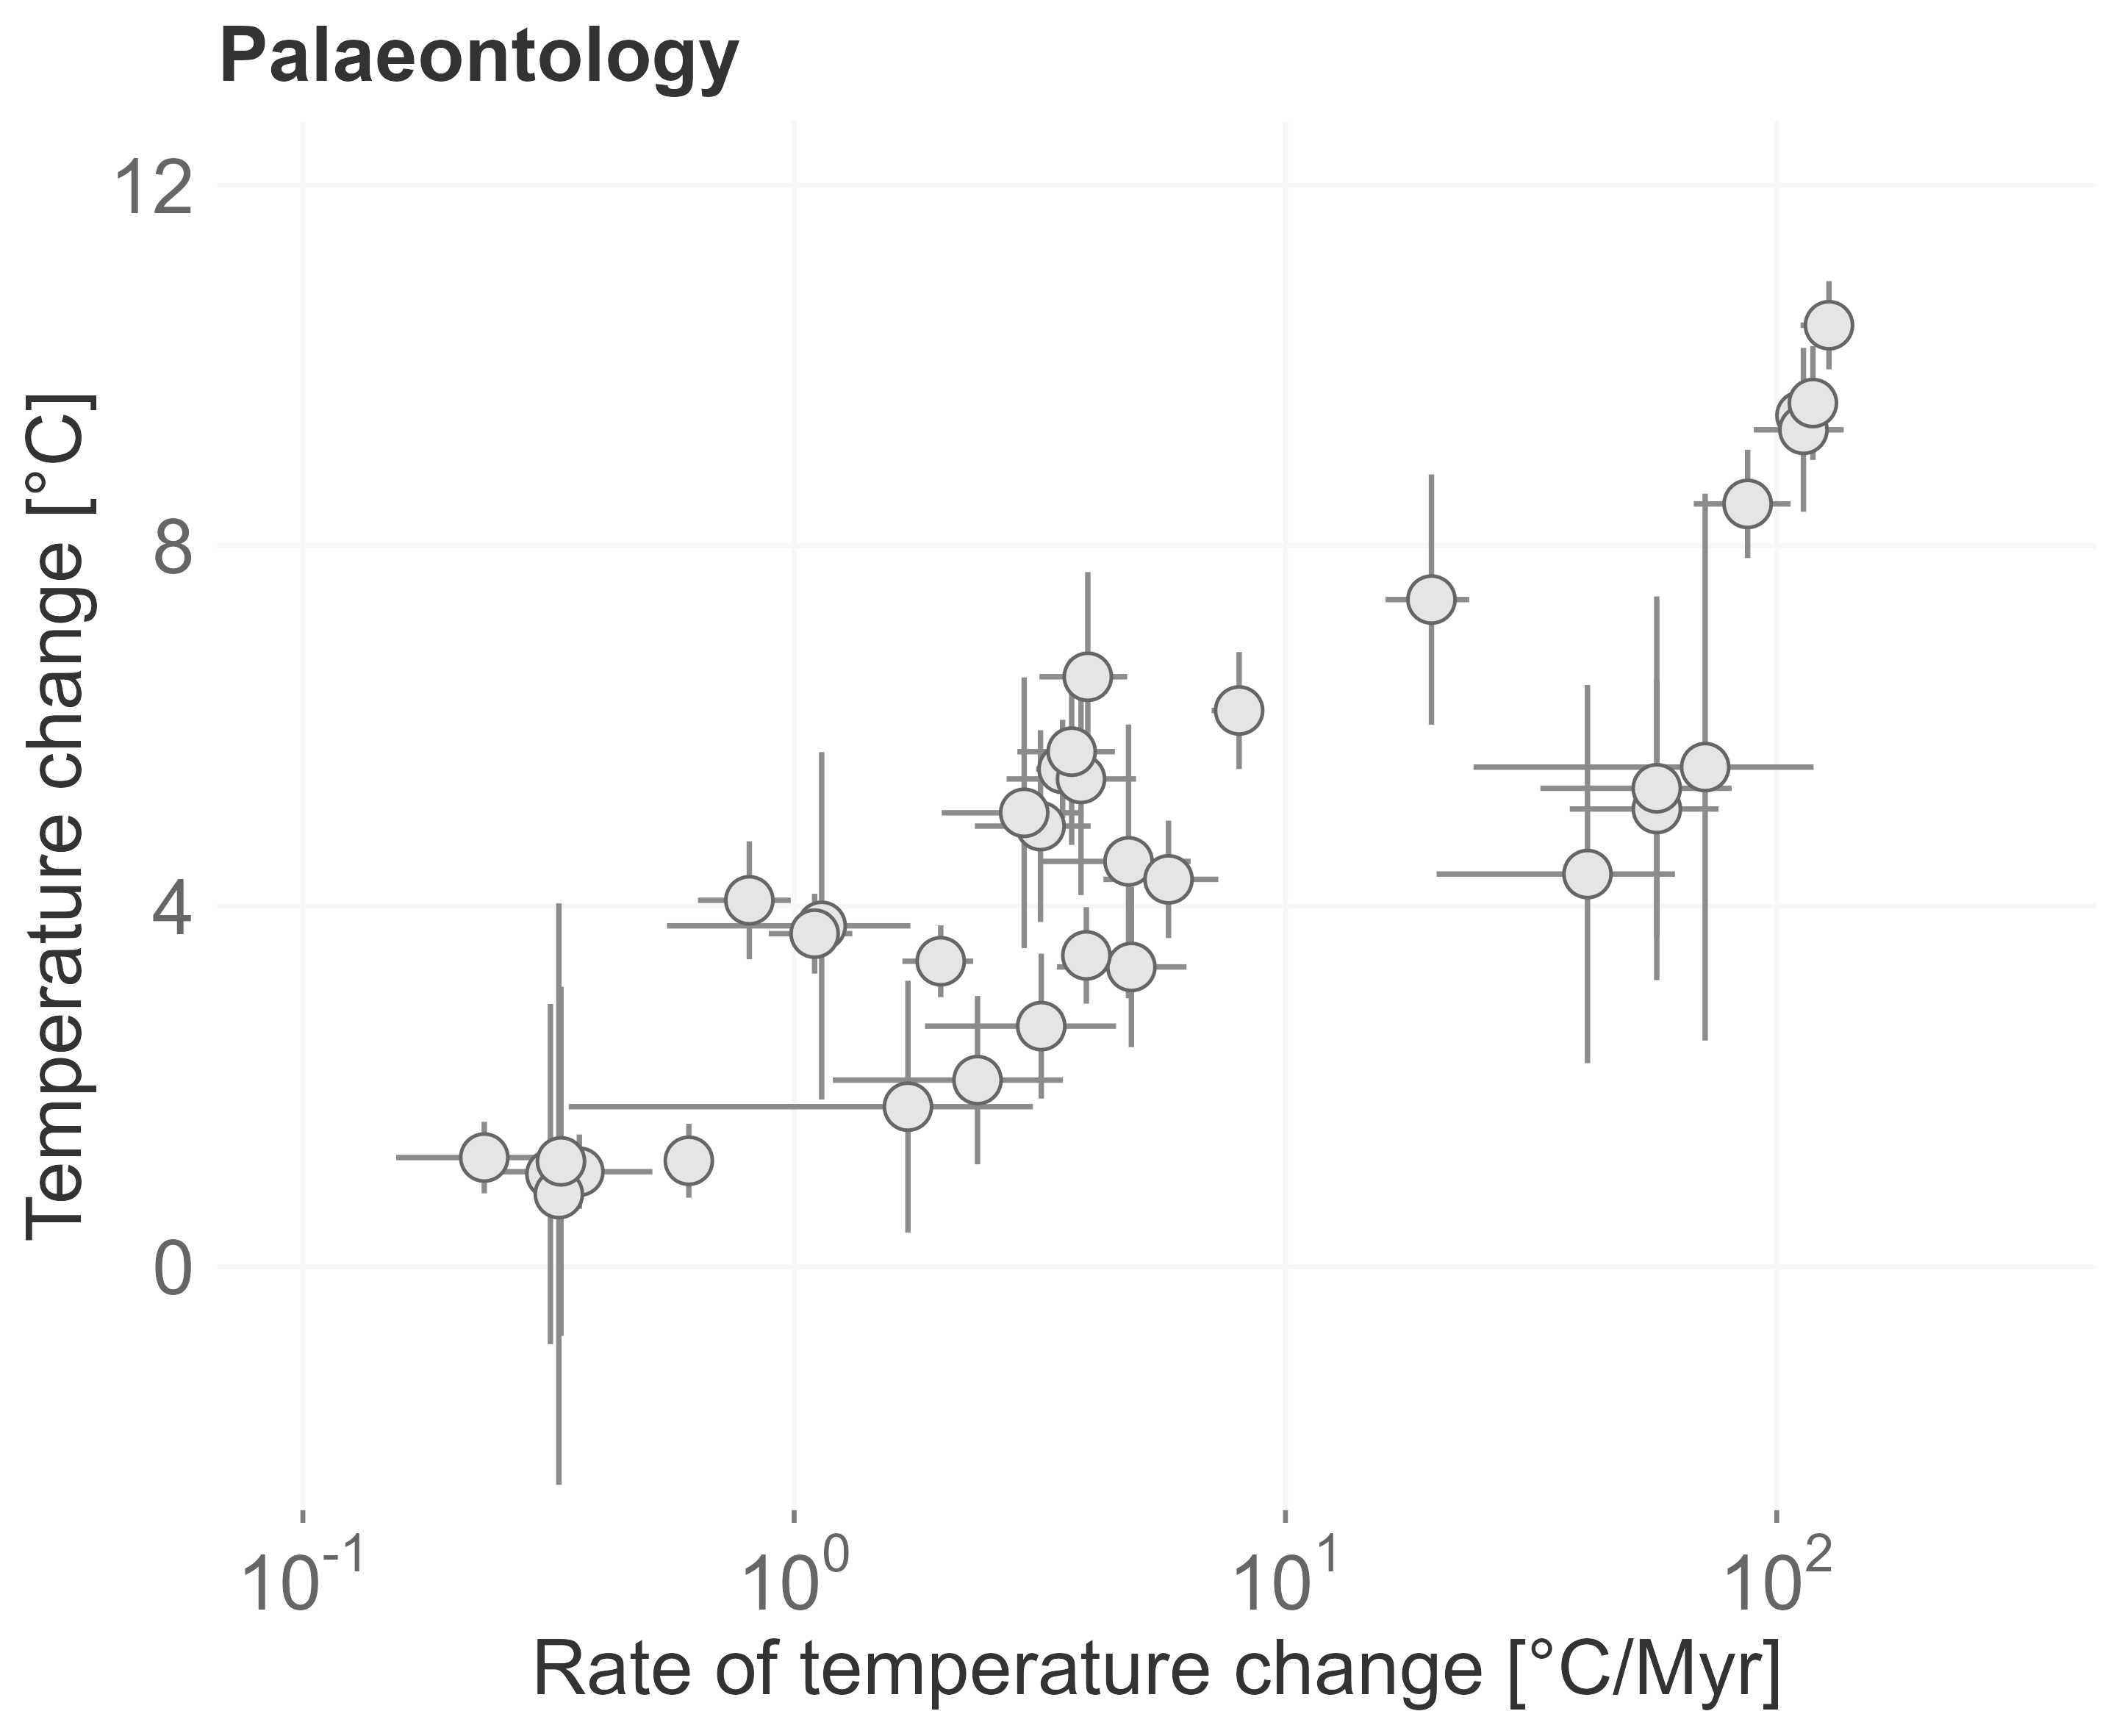 Palaeontology
Temperature change [°C]
12
8
4
0
10⁻¹ 10⁰ 10¹ 10²
Rate of temperature change [°C/Myr]